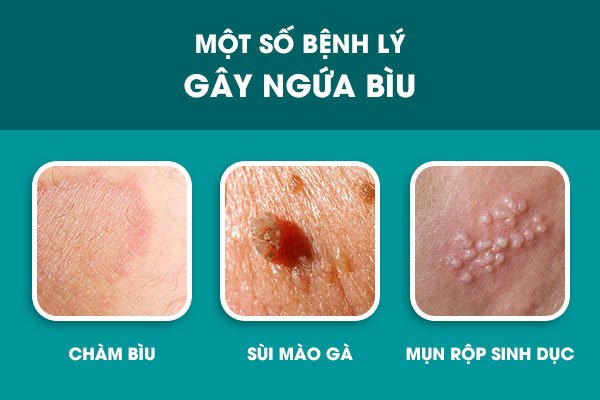 MỘT SỐ BỆNH LÝ
GÂY NGỨA BÌU
CHÀM BÌU
SÙI MÀO GÀ
MỤN RỘP SINH DỤC